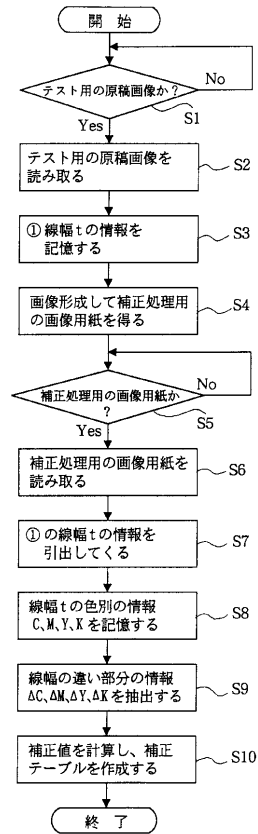 開 始
No
テスト用の原稿画像か？
S1
Yes
テスト用の原稿画像を
読み取る
S2
①線幅tの情報を
記憶する
S3
画像形成して補正処理用
の画像用紙を得る
S4
No
補正処理用の画像用紙か
？
S5
Yes
補正処理用の画像用紙を
読み取る
S6
①の線幅tの情報を
引出してくる
S7
線幅tの色別の情報
C,M,Y,Kを記憶する
S8
線幅の違い部分の情報
ΔC,ΔM,ΔY,ΔKを抽出する
S9
補正値を計算し、補正
テーブルを作成する
S10
終 了